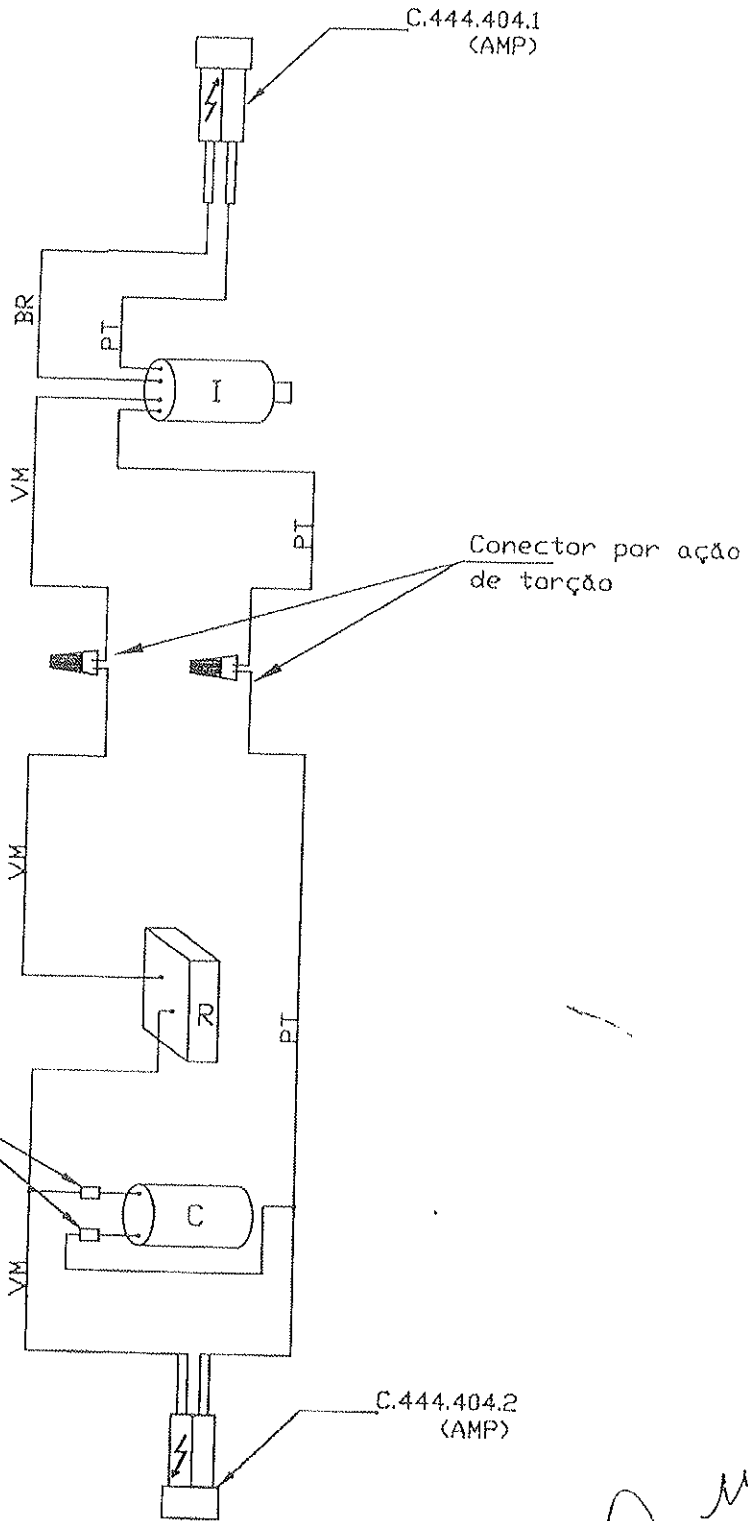 C.444.404.1
(AMP)
BR
PT
I
VM
PT
Conector por ação
de torção
VM
R
PT
C
VM
C.444.404.2
(AMP)